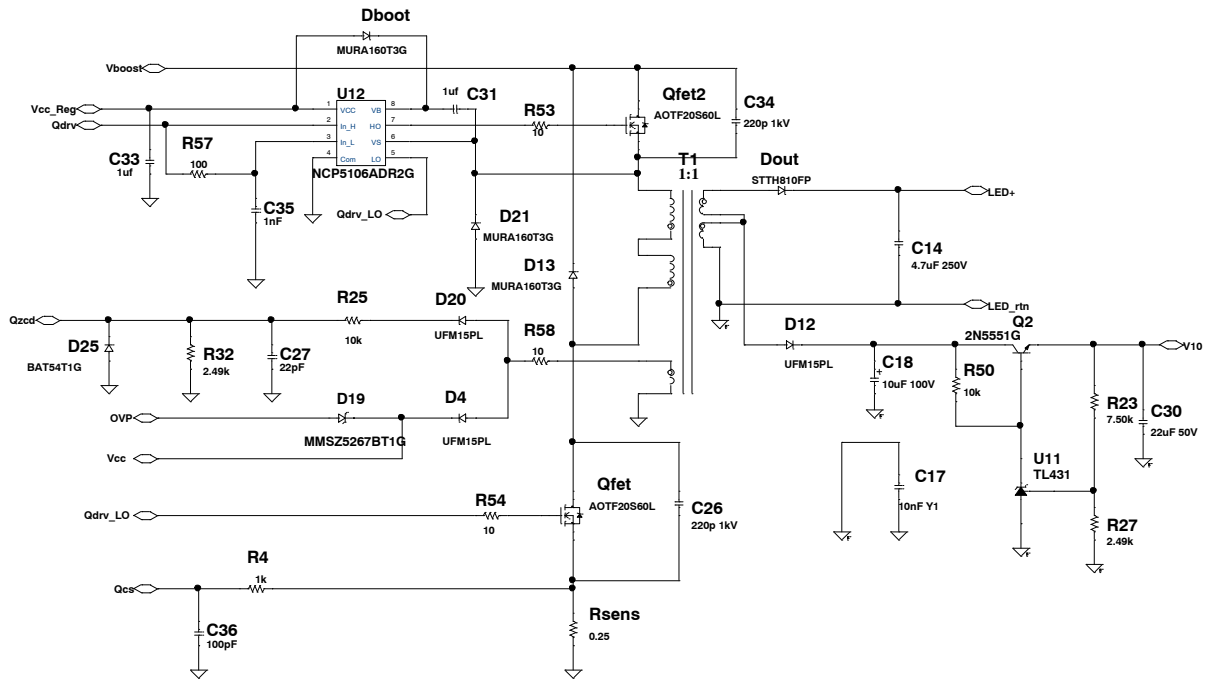 Dboot
MURA160T3G
Vboost
U12
1uf
C31
Vcc_Reg
1
VCC
VB
8
Qdrv
2
In_H
HO
7
3
In_L
VS
6
4
Com
LO
5
NCP5106ADR2G
R53
10
Qfet2
AOTF20S60L
C34
220p 1kV
R57
100
C33
1uf
C35
1nF
Qdrv_LO
T1
1:1
Dout
STTH810FP
LED+
D21
MURA160T3G
C14
4.7uF 250V
D13
MURA160T3G
LED_rtn
R25
10k
D20
UFM15PL
Qzcd
D25
BAT54T1G
R32
2.49k
C27
22pF
R58
10
D12
UFM15PL
Q2
2N5551G
V10
C18
+
10uF 100V
R50
10k
R23
7.50k
C30
22uF 50V
D19
MMSZ5267BT1G
D4
UFM15PL
OVP
Vcc
U11
TL431
C17
10nF Y1
R27
2.49k
Qfet
AOTF20S60L
C26
220p 1kV
R54
10
Qdrv_LO
R4
1k
Qcs
Rsens
0.25
C36
100pF